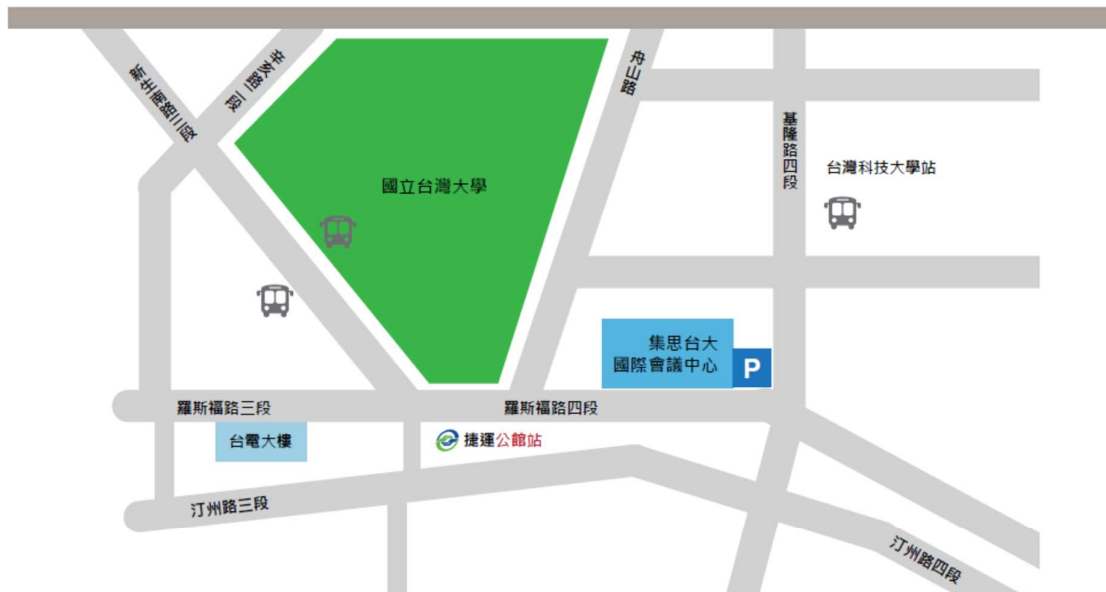 新生南路三段
辛亥路二段
舟山路
基隆路四段
台灣科技大學站
國立台灣大學
集思台大
國際會議中心
P
羅斯福路三段
羅斯福路四段
台電大樓
捷運公館站
汀州路三段
汀州路四段